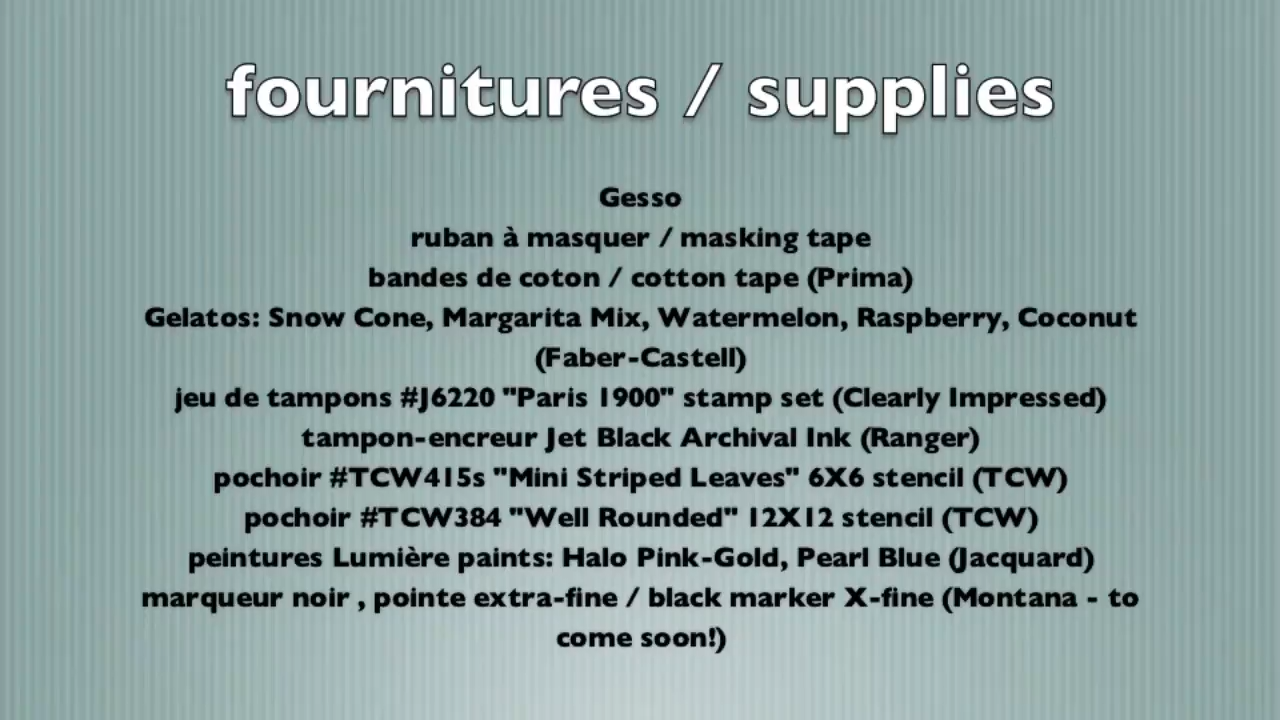 fournitures / supplies
Gesso
ruban à masquer / masking tape
bandes de coton / cotton tape (Prima)
Gelatos: Snow Cone, Margarita Mix, Watermelon, Raspberry, Coconut
(Faber-Castell)
jeu de tampons #J6220 "Paris 1900" stamp set (Clearly Impressed)
tampon-encreur Jet Black Archival Ink (Ranger)
pochoir #TCW415s "Mini Striped Leaves" 6X6 stencil (TCW)
pochoir #TCW384 "Well Rounded" 12X12 stencil (TCW)
peintures Lumière paints: Halo Pink-Gold, Pearl Blue (Jacquard)
marqueur noir , pointe extra-fine / black marker X-fine (Montana - to
come soon!)